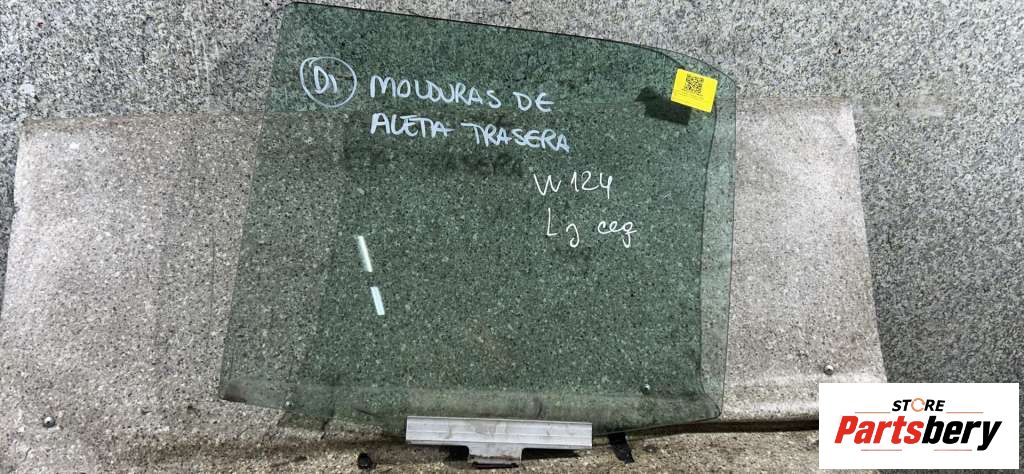 D1 MOLDURAS DE
ALETA TRASERA
W124
STORE
Partsbery